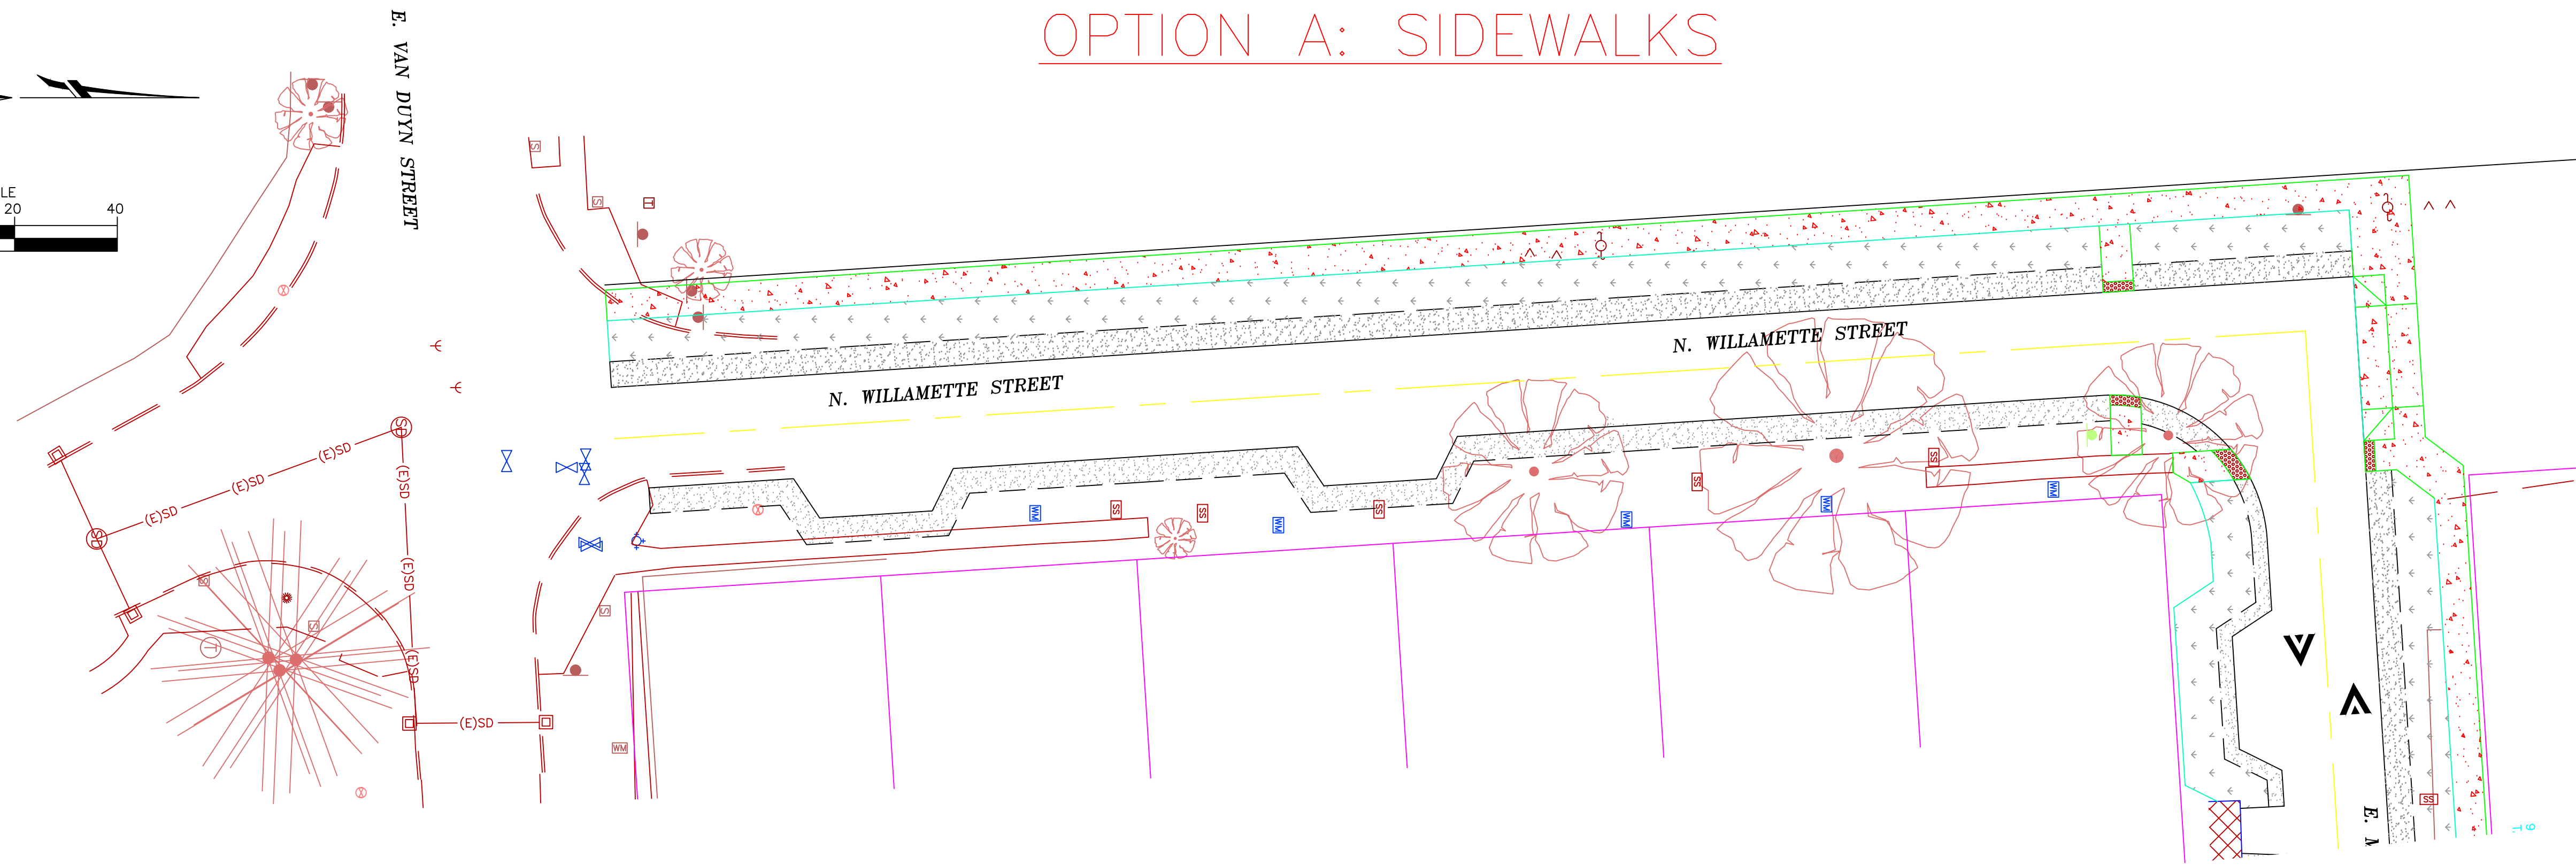 OPTION A: SIDEWALKS
E. VAN DUYN STREET
LE
20 40
S
S
T
N. WILLAMETTE STREET
N. WILLAMETTE STREET
SD
(E)SD
(E)SD
(E)SD
(E)SD
SD
(E)SD
(E)SD
(E)SD
S
S
T
S
WM
WM
SS
SS
WM
SS
WM
SS
WM
SS
WM
SS
E.